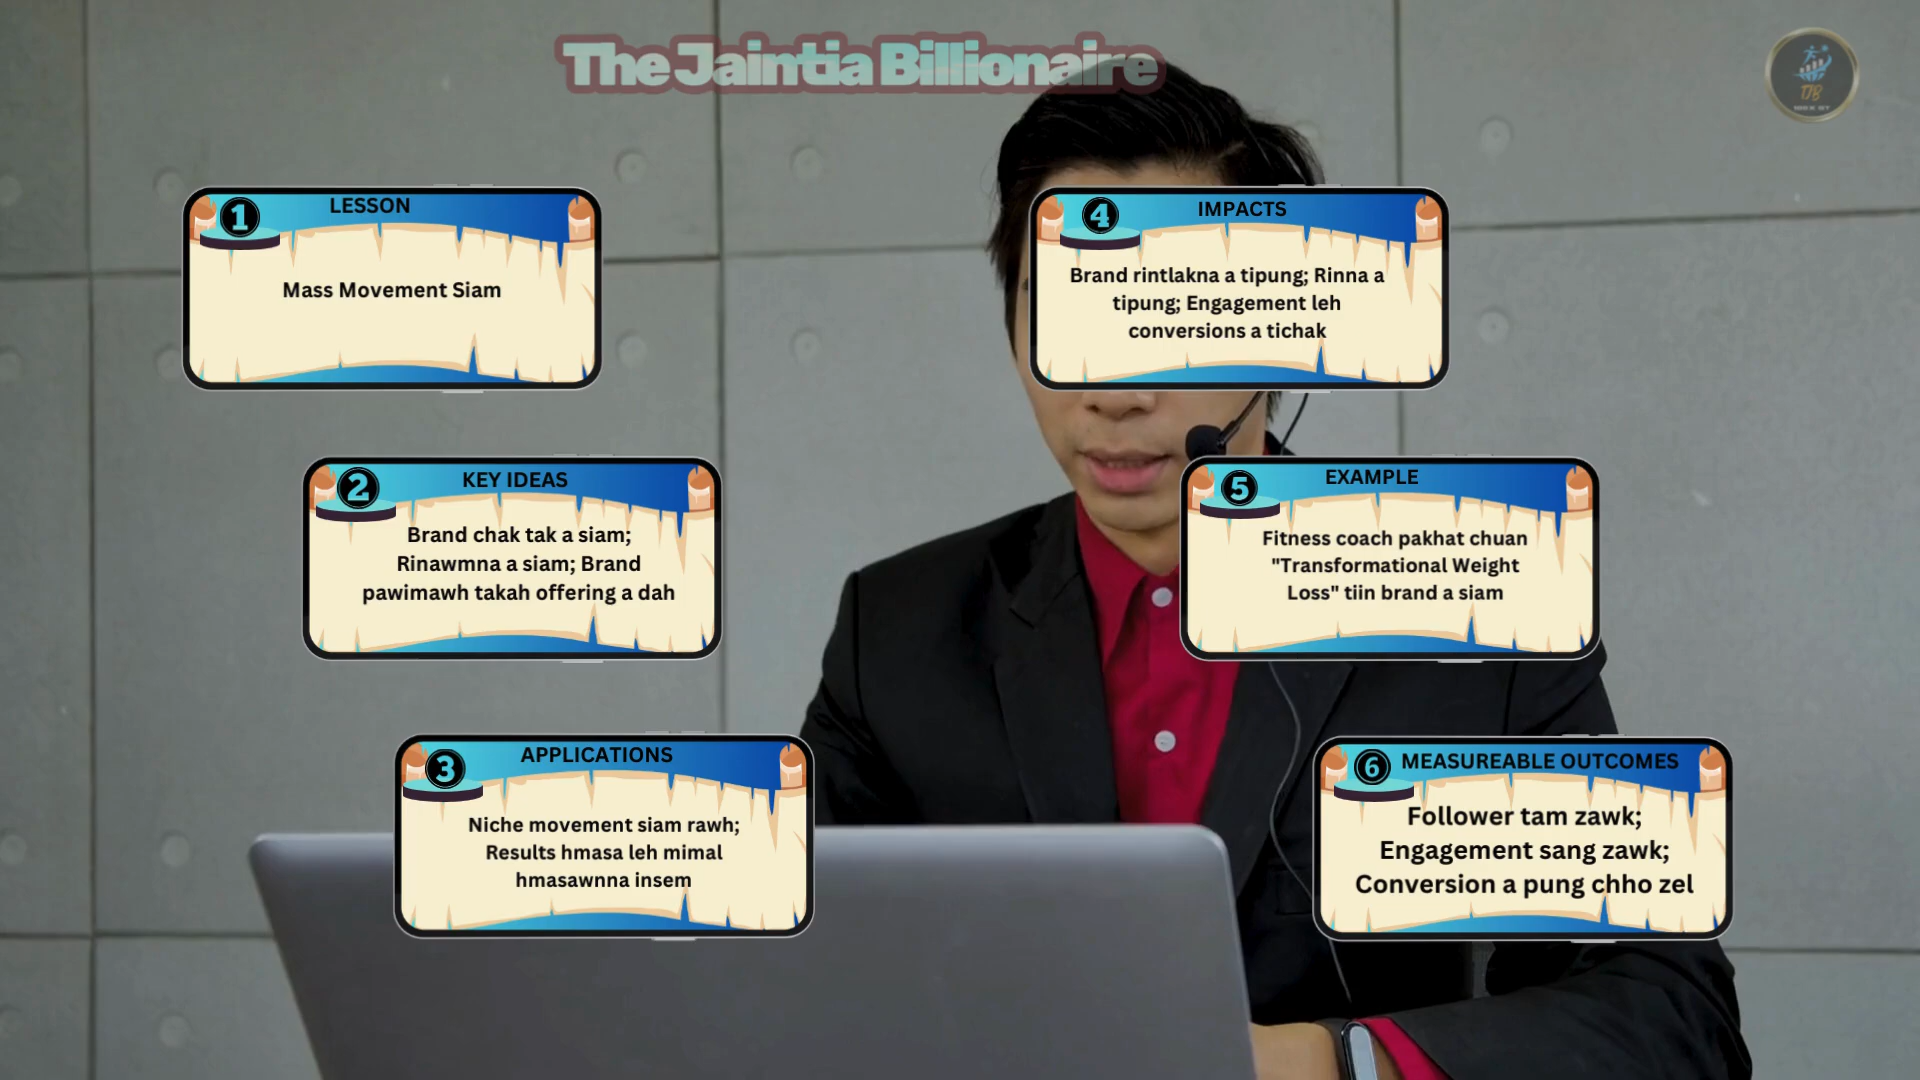 The Jaintia Billionaire
TJB
1
LESSON
Mass Movement Siam
2
KEY IDEAS
Brand chak tak a siam;
Rinawmna a siam; Brand
pawimawh takah offering a dah
3
APPLICATIONS
Niche movement siam rawh;
Results hmasa leh mimal
hmasawnna insem
4
IMPACTS
Brand rintlakna a tipung; Rinna a
tipung; Engagement leh
conversions a tichak
5
EXAMPLE
Fitness coach pakhat chuan
"Transformational Weight
Loss" tiin brand a siam
6
MEASUREABLE OUTCOMES
Follower tam zawk;
Engagement sang zawk;
Conversion a pung chho zel